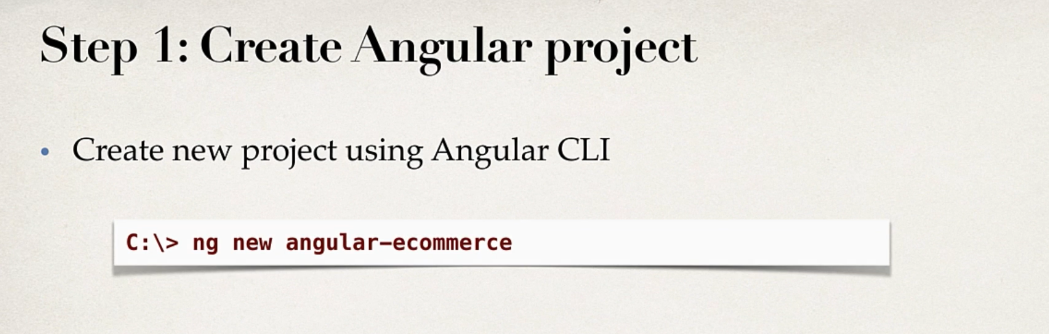 Step 1: Create Angular project
• Create new project using Angular CLI
C:\> ng new angular-ecommerce